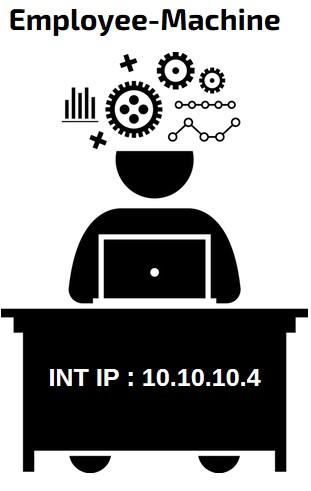 Employee-Machine
INT IP : 10.10.10.4